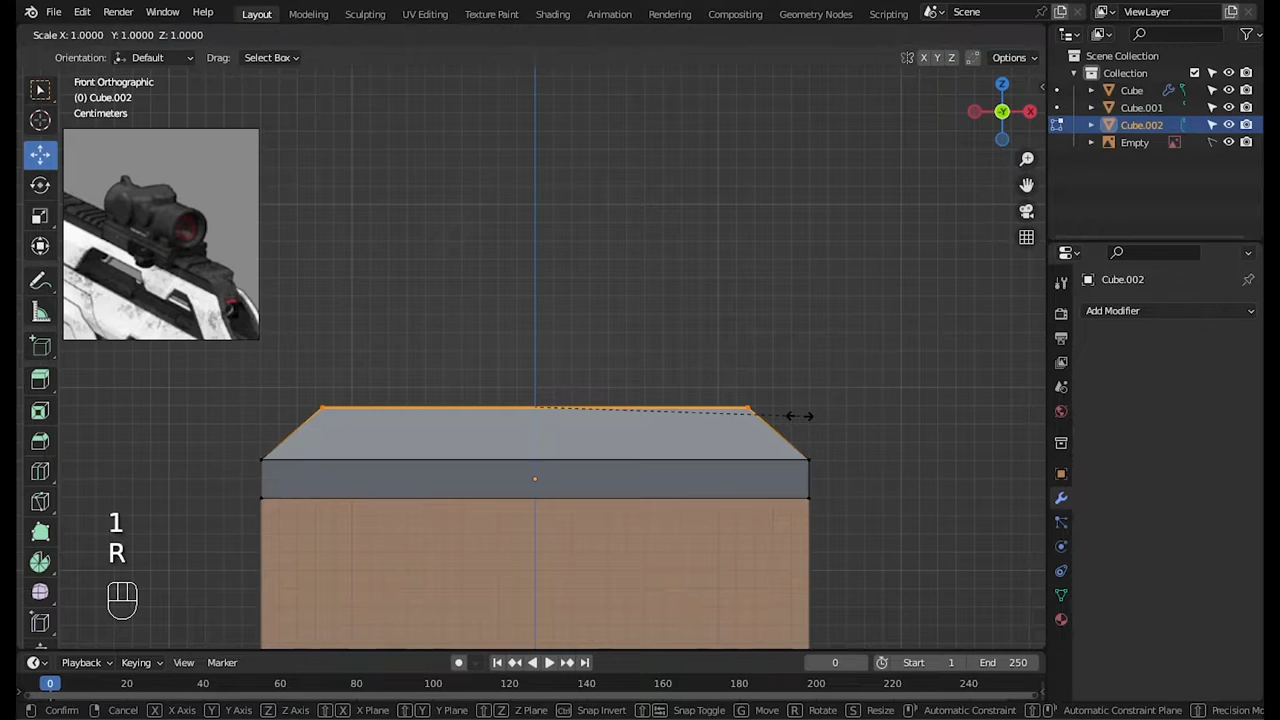 File Edit Render Window Help Layout Modeling Sculpting UV Editing Texture Paint Shading Animation Rendering Compositing Geometry Nodes Scripting Scene ViewLayer
Scale X: 1.0000 Y: 1.0000 Z: 1.0000
Orientation: Default Drag: Select Box X Y Z Options
Front Orthographic
(0) Cube.002
Centimeters
Z
Y
X
Scene Collection
Collection
Cube
Cube.001
Cube.002
Empty
Cube.002
Add Modifier
1
R
Playback Keying View Marker 0 Start 1 End 250
0 20 40 60 80 100 120 140 160 180 200 220 240
Confirm Cancel X X Axis Y Y Axis Z Z Axis X X Plane Y Y Plane Z Z Plane Ctrl Snap Invert Snap Toggle G Move R Rotate S Resize Automatic Constraint Automatic Constraint Plane Precision Mo